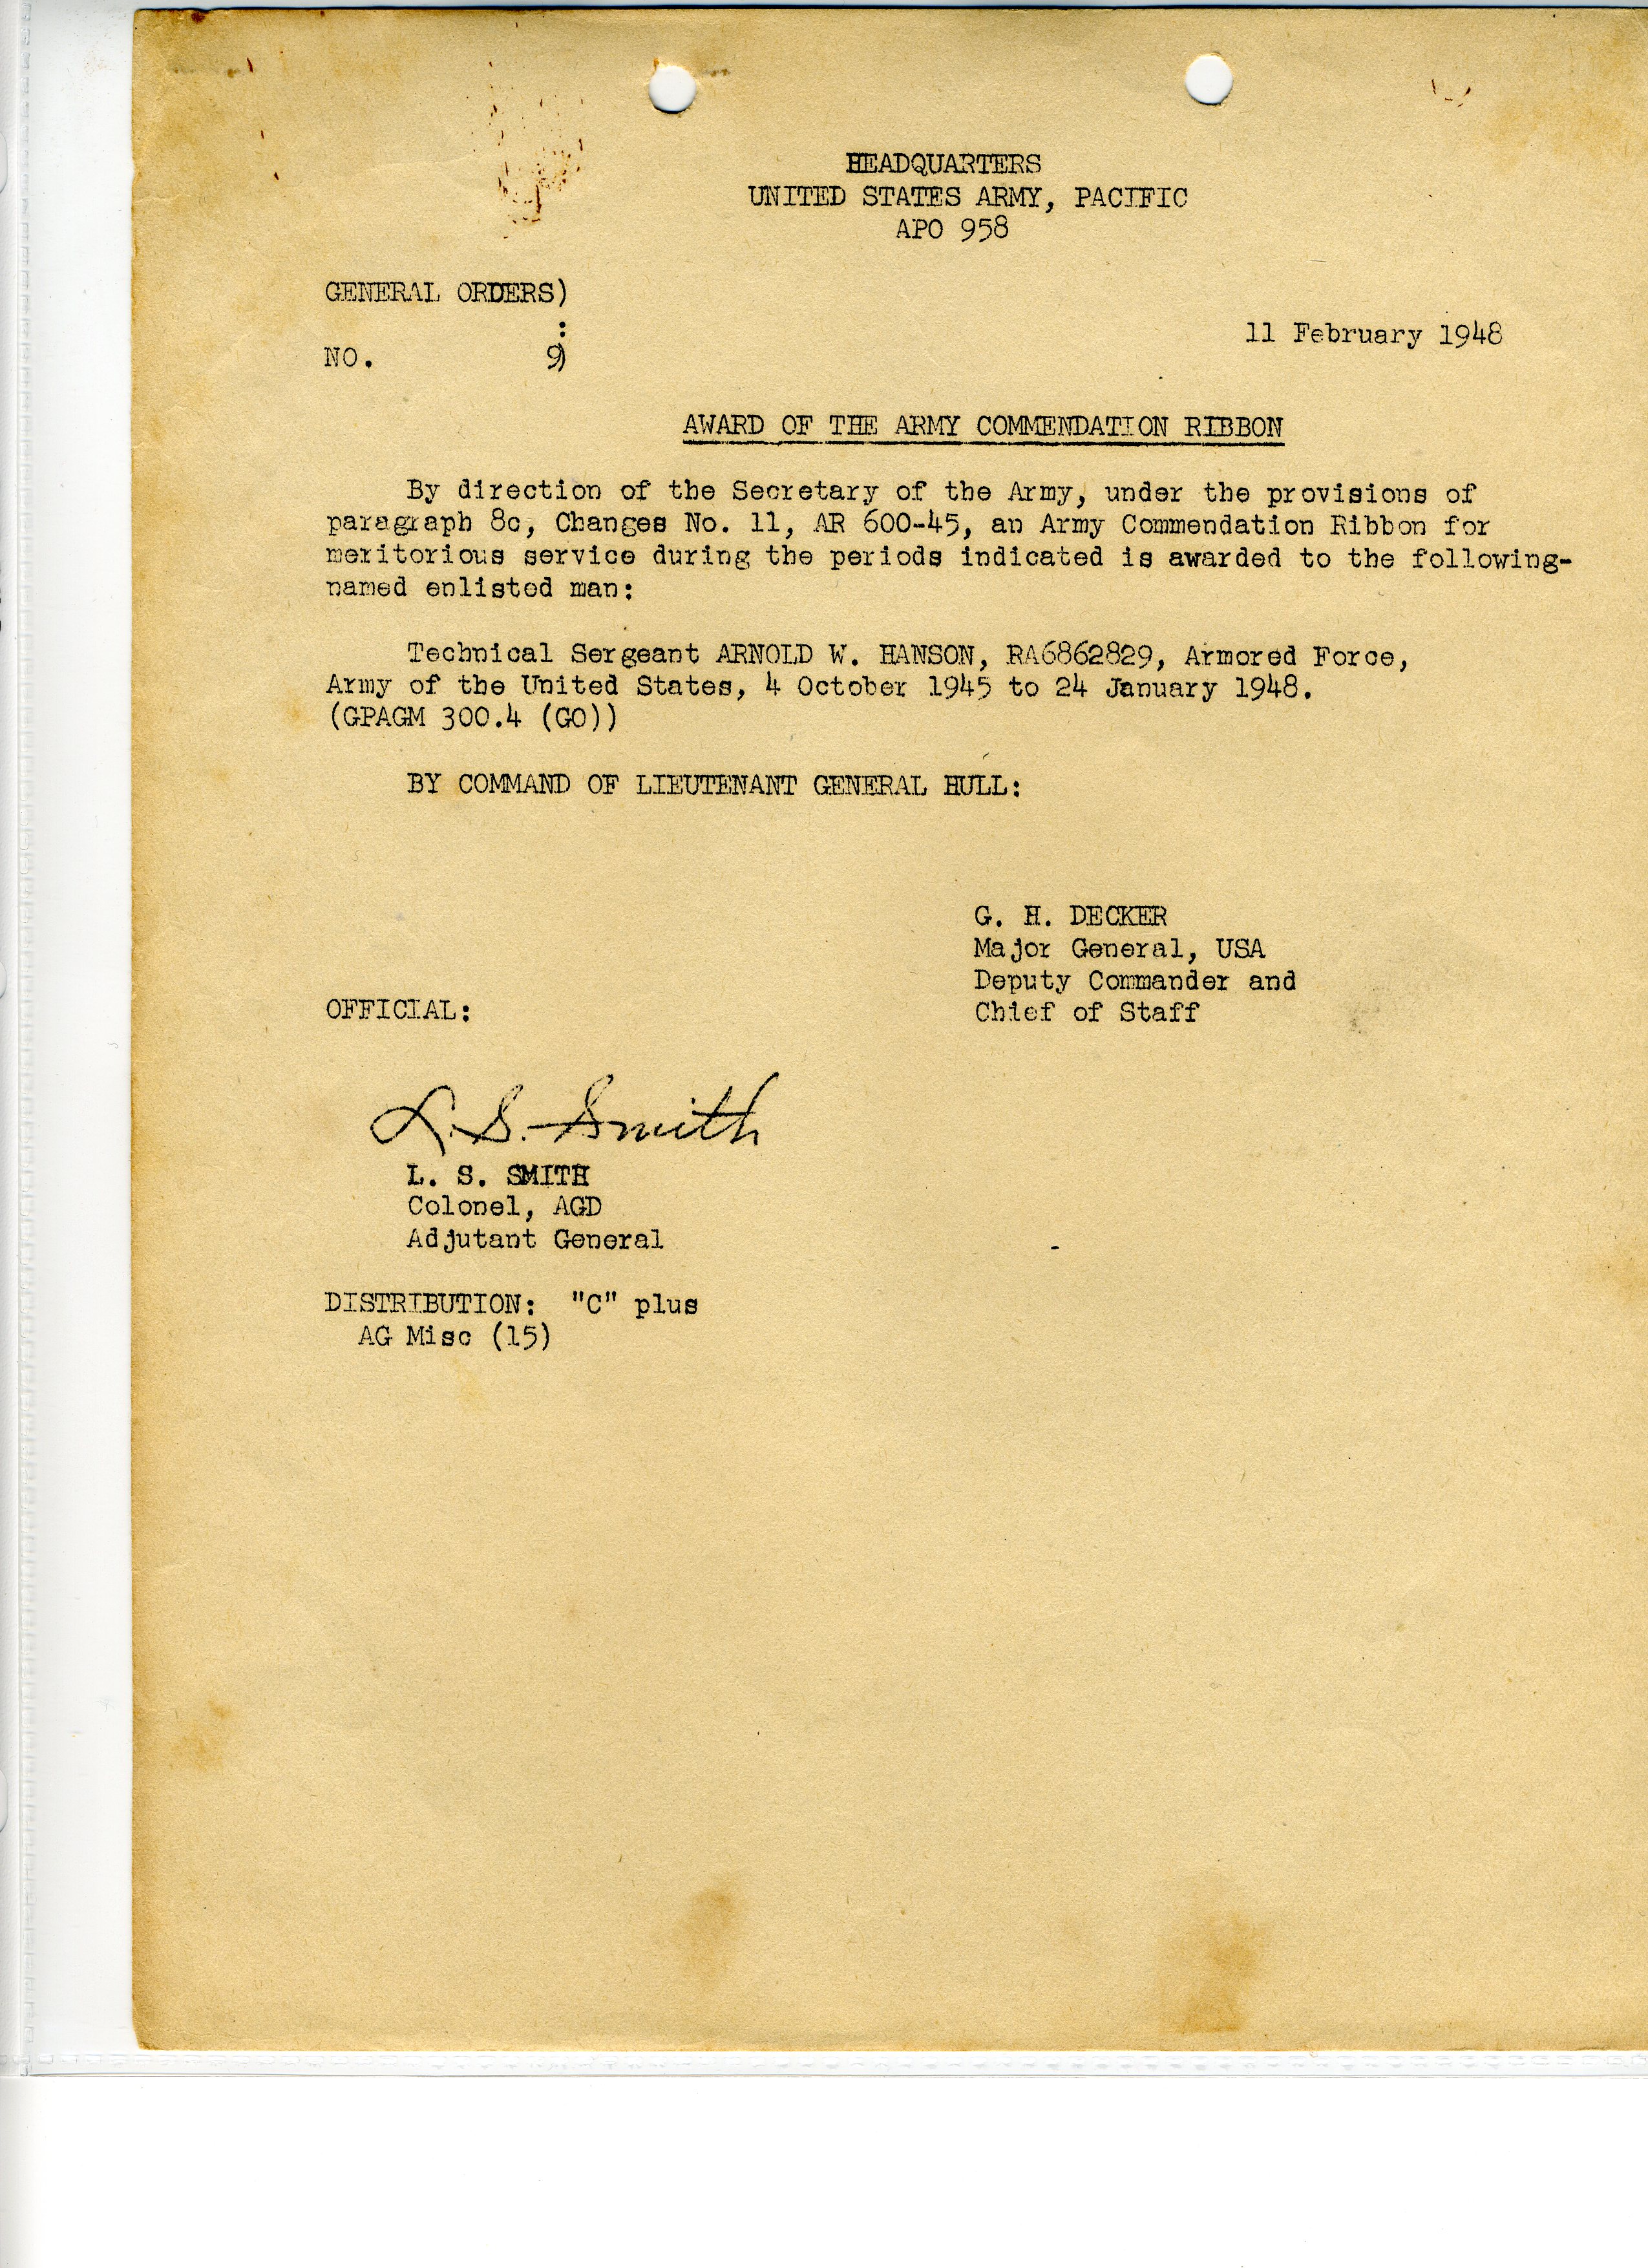 HEADQUARTERS
UNITED STATES ARMY, PACIFIC
APO 958
GENERAL ORDERS)
:
NO. 9)
11 February 1948
AWARD OF THE ARMY COMMENDATION RIBBON
By direction of the Secretary of the Army, under the provisions of
paragraph 8c, Changes No. 11, AR 600-45, an Army Commendation Ribbon for
meritorious service during the periods indicated is awarded to the following-
named enlisted man:
Technical Sergeant ARNOLD W. HANSON, RA6862829, Armored Force,
Army of the United States, 4 October 1945 to 24 January 1948.
(GPAGM 300.4 (GO))
BY COMMAND OF LIEUTENANT GENERAL HULL:
G. H. DECKER
Major General, USA
Deputy Commander and
Chief of Staff
OFFICIAL:
L. S. Smith
L. S. SMITH
Colonel, AGD
Adjutant General
DISTRIBUTION: "C" plus
AG Misc (15)